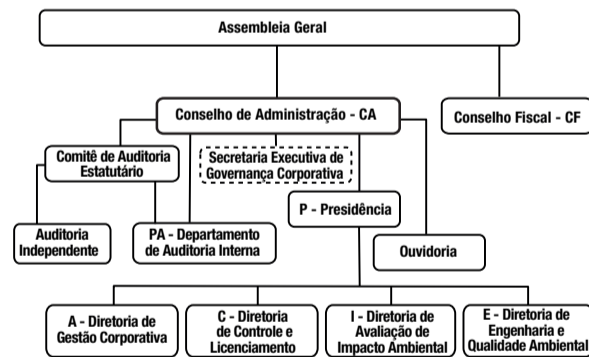 Assembleia Geral
Conselho de Administração - CA
Conselho Fiscal - CF
Comitê de Auditoria
Estatutário
Secretaria Executiva de
Governança Corporativa
P - Presidência
Auditoria
Independente
PA - Departamento
de Auditoria Interna
Ouvidoria
A - Diretoria de
Gestão Corporativa
C - Diretoria
de Controle e
Licenciamento
I - Diretoria de
Avaliação de
Impacto Ambiental
E - Diretoria de
Engenharia e
Qualidade Ambiental